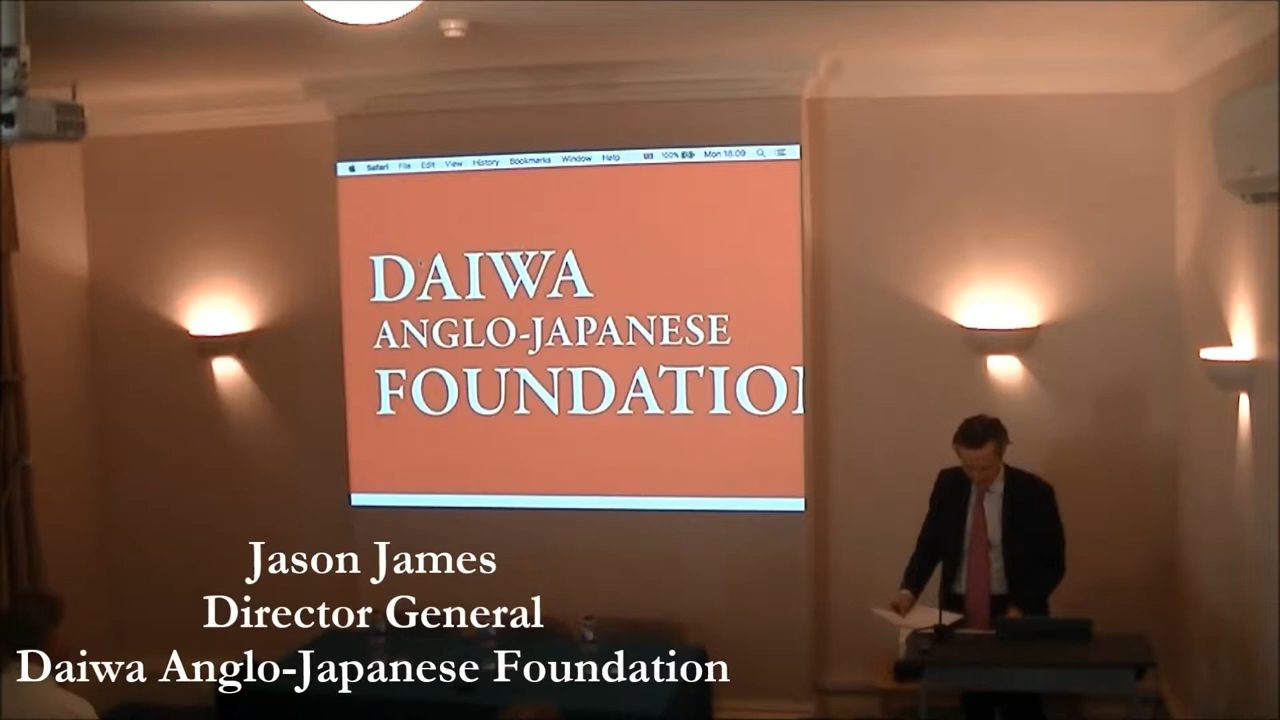 Safari File Edit View History Bookmarks Window Help 100% Mon 18:09
DAIWA
ANGLO-JAPANESE
FOUNDATIO
Jason James
Director General
Daiwa Anglo-Japanese Foundation